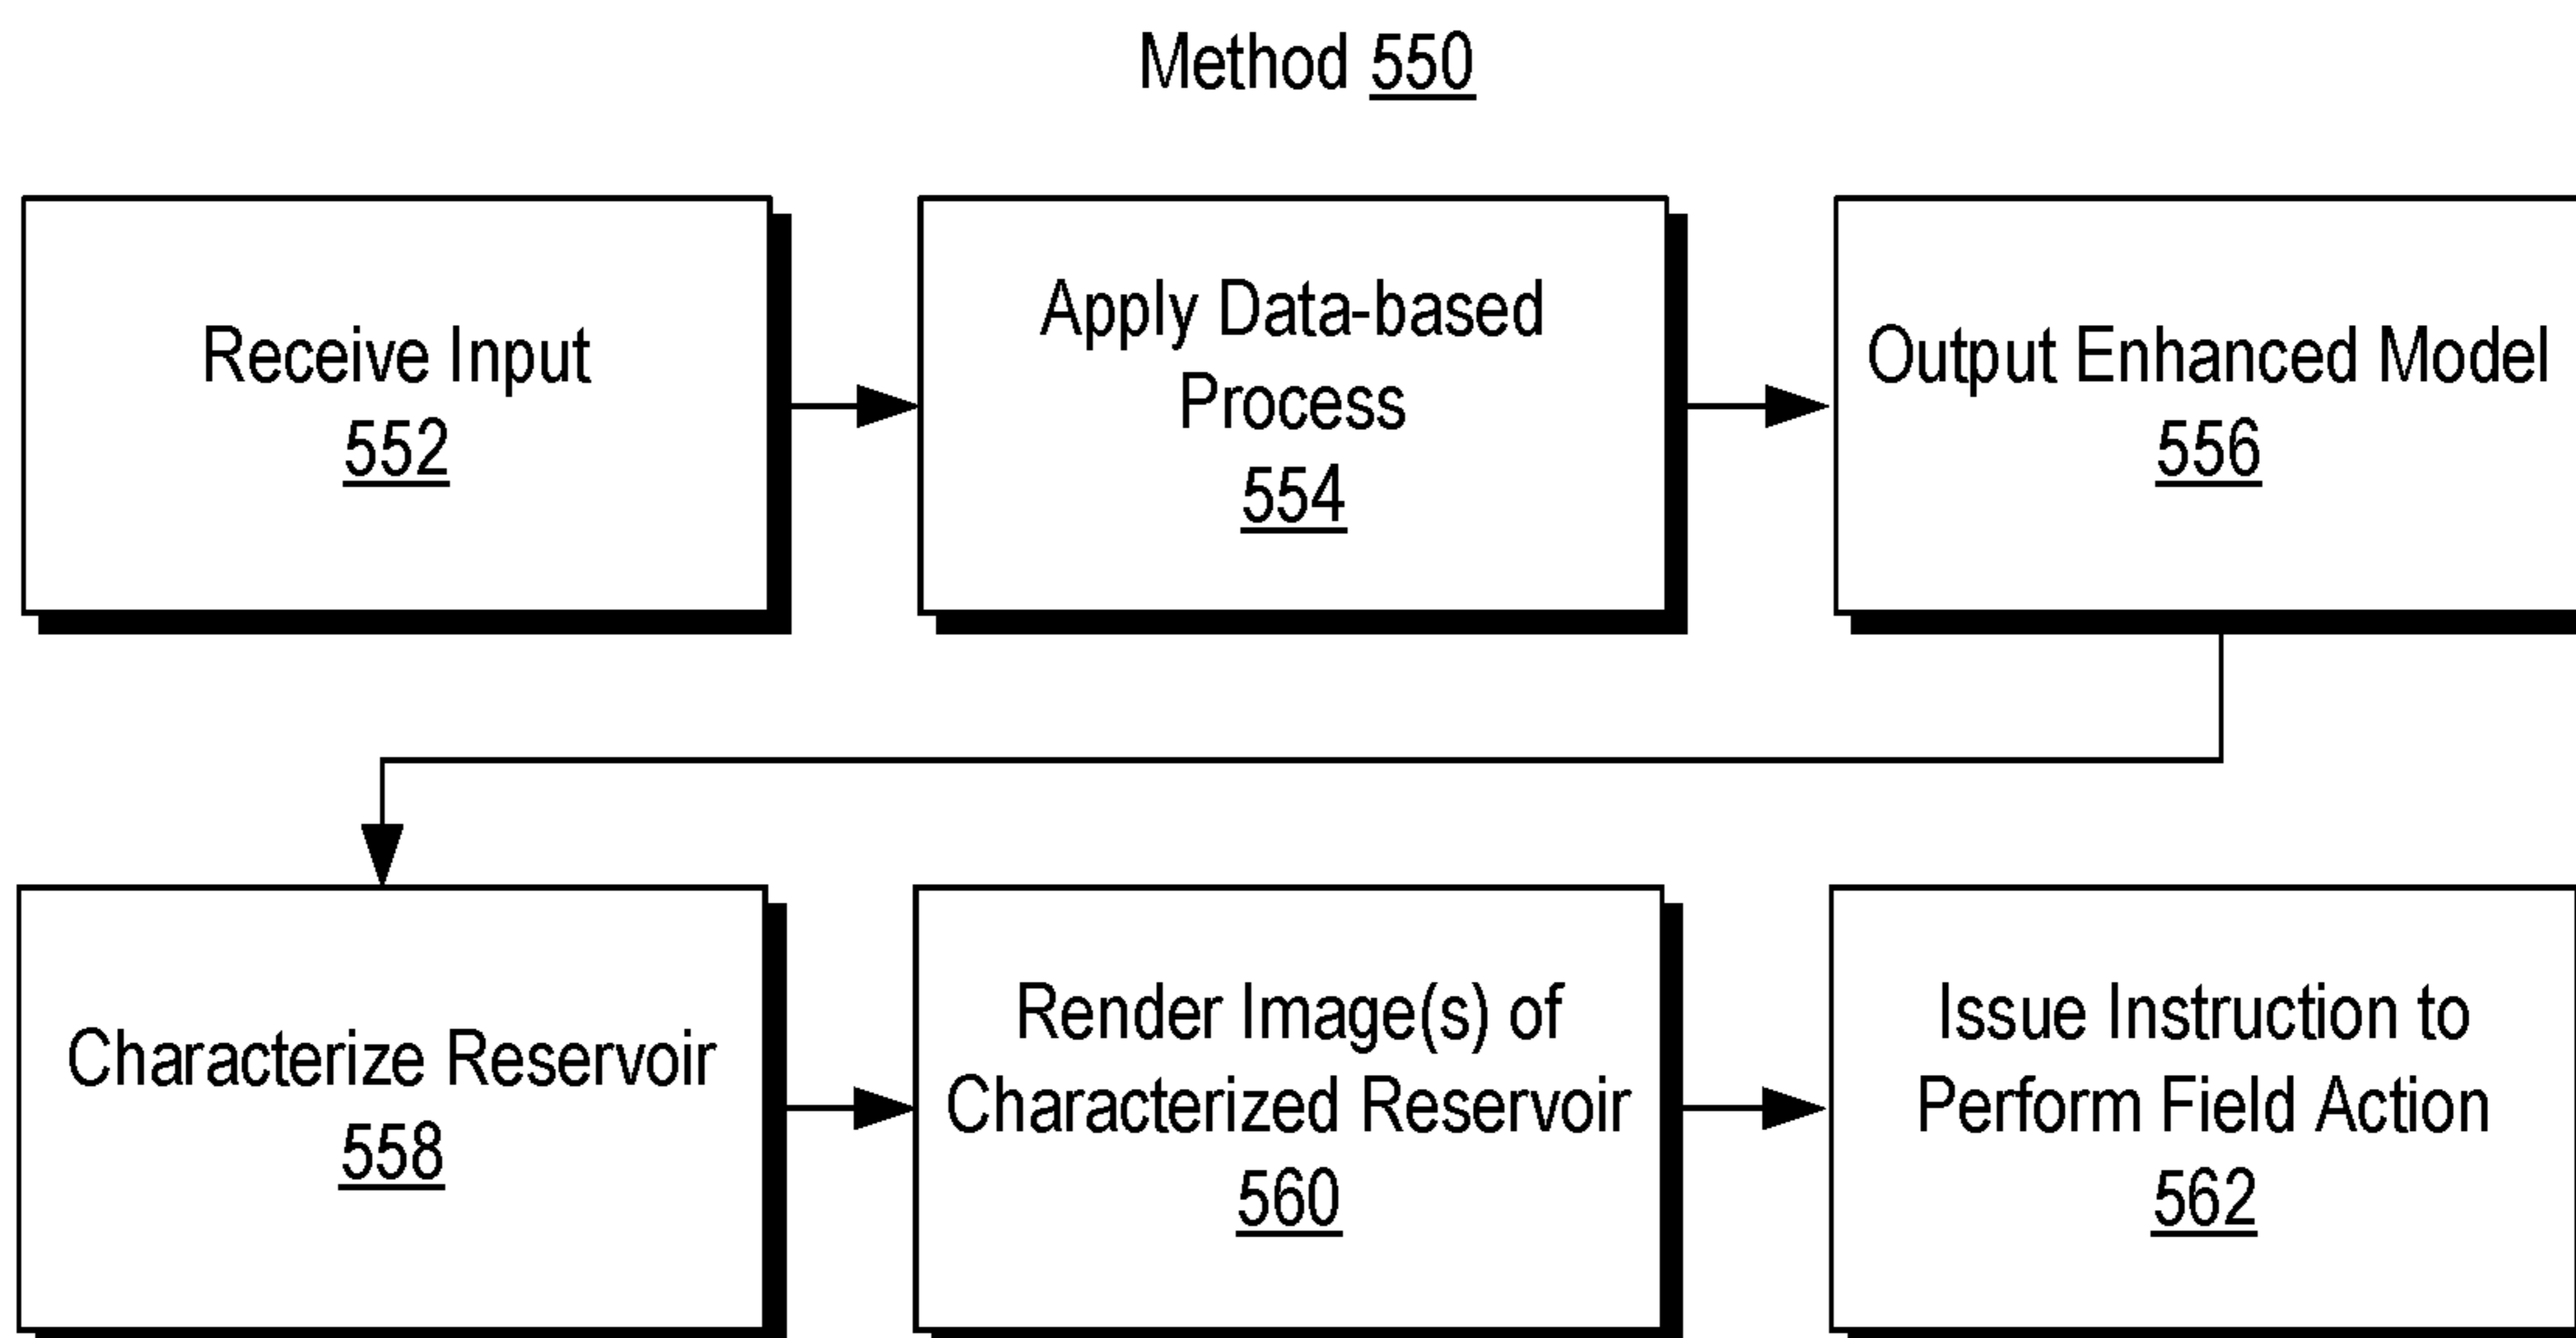 Method 550
Receive Input
552
Apply Data-based
Process
554
Output Enhanced Model
556
Characterize Reservoir
558
Render Image(s) of
Characterized Reservoir
560
Issue Instruction to
Perform Field Action
562